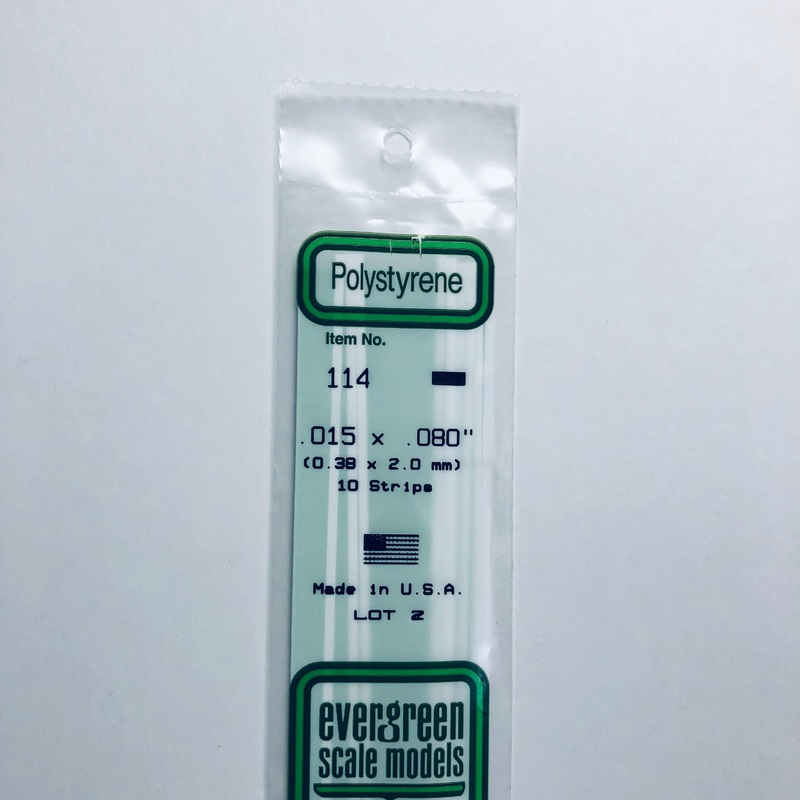 Polystyrene
Item No.
114
.015 x .080"
(0.38 x 2.0 mm)
10 Strips
Made in U.S.A.
LOT 2
evergreen
scale models